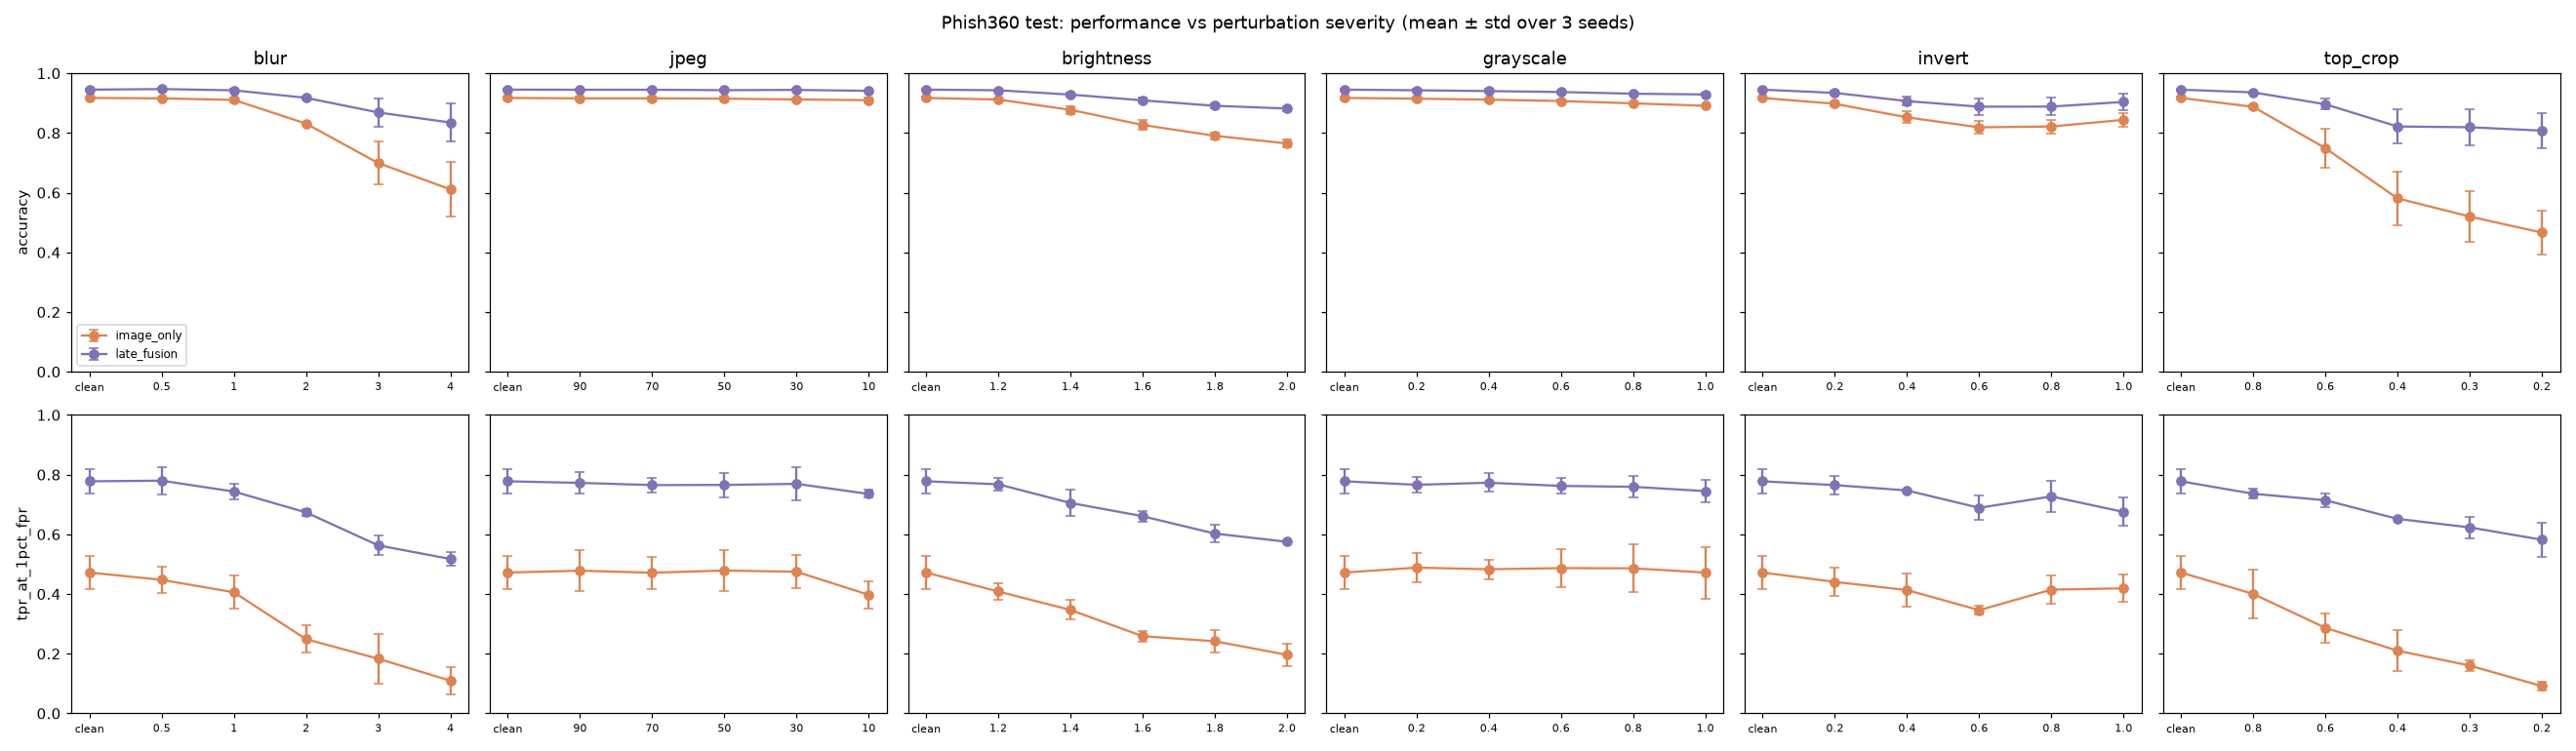 Phish360 test: performance vs perturbation severity (mean ± std over 3 seeds)
blur
jpeg
brightness
grayscale
invert
top_crop
accuracy
1.0
0.8
0.6
0.4
0.2
0.0
image_only
late_fusion
clean 0.5 1 2 3 4
clean 90 70 50 30 10
clean 1.2 1.4 1.6 1.8 2.0
clean 0.2 0.4 0.6 0.8 1.0
clean 0.2 0.4 0.6 0.8 1.0
clean 0.8 0.6 0.4 0.3 0.2
tpr_at_1pct_fpr
1.0
0.8
0.6
0.4
0.2
0.0
clean 0.5 1 2 3 4
clean 90 70 50 30 10
clean 1.2 1.4 1.6 1.8 2.0
clean 0.2 0.4 0.6 0.8 1.0
clean 0.2 0.4 0.6 0.8 1.0
clean 0.8 0.6 0.4 0.3 0.2